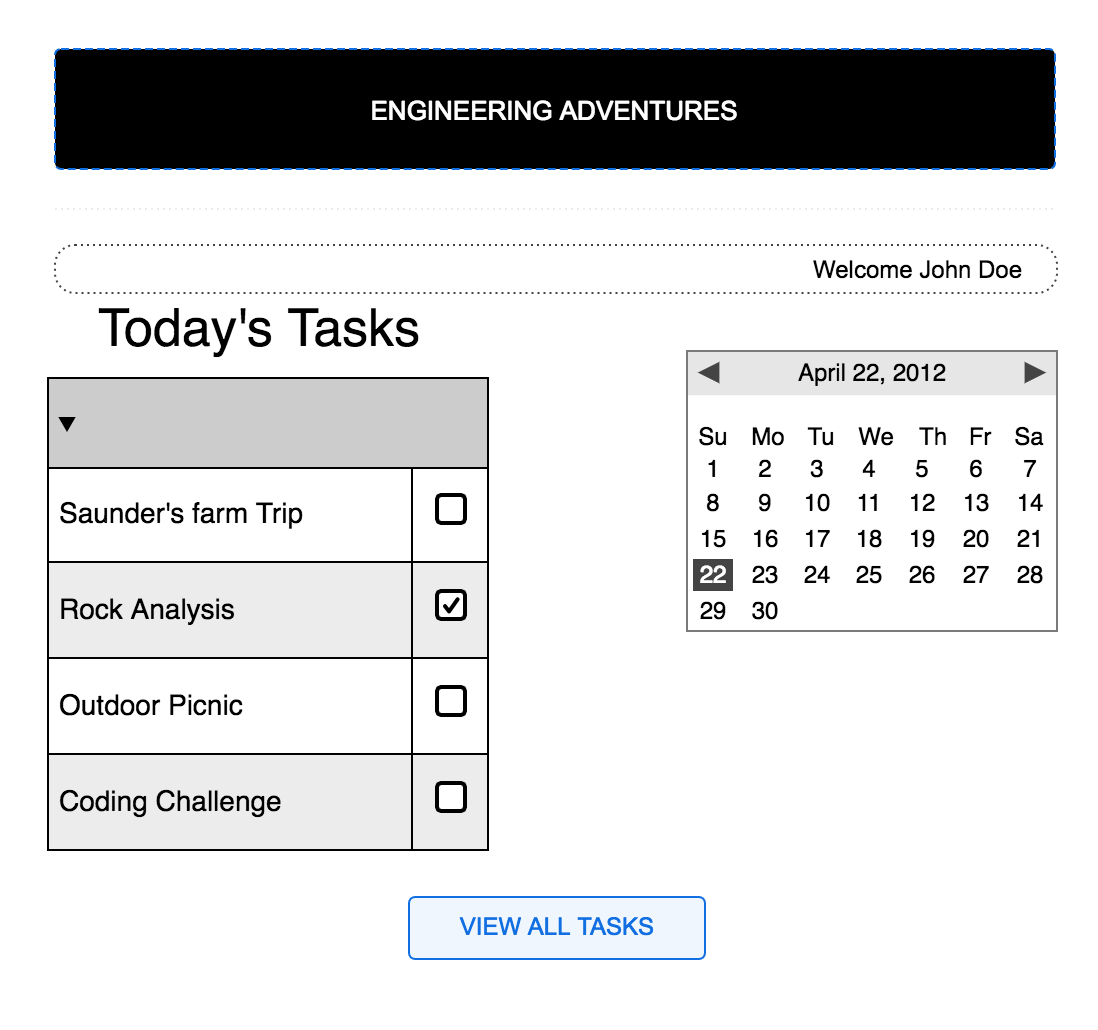 ENGINEERING ADVENTURES
Welcome John Doe
Today's Tasks
Saunder's farm Trip
Rock Analysis
Outdoor Picnic
Coding Challenge
April 22, 2012
Su Mo Tu We Th Fr Sa
1 2 3 4 5 6 7
8 9 10 11 12 13 14
15 16 17 18 19 20 21
22 23 24 25 26 27 28
29 30
VIEW ALL TASKS